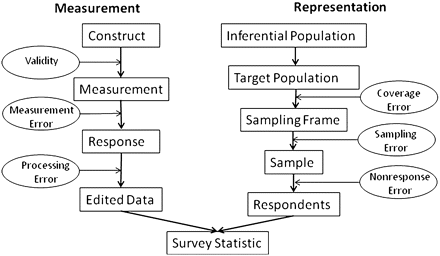 Measurement
Representation
Construct
Inferential Population
Validity
Target Population
Measurement
Coverage
Error
Measurement
Error
Sampling Frame
Response
Sampling
Error
Sample
Processing
Error
Nonresponse
Error
Edited Data
Respondents
Survey Statistic